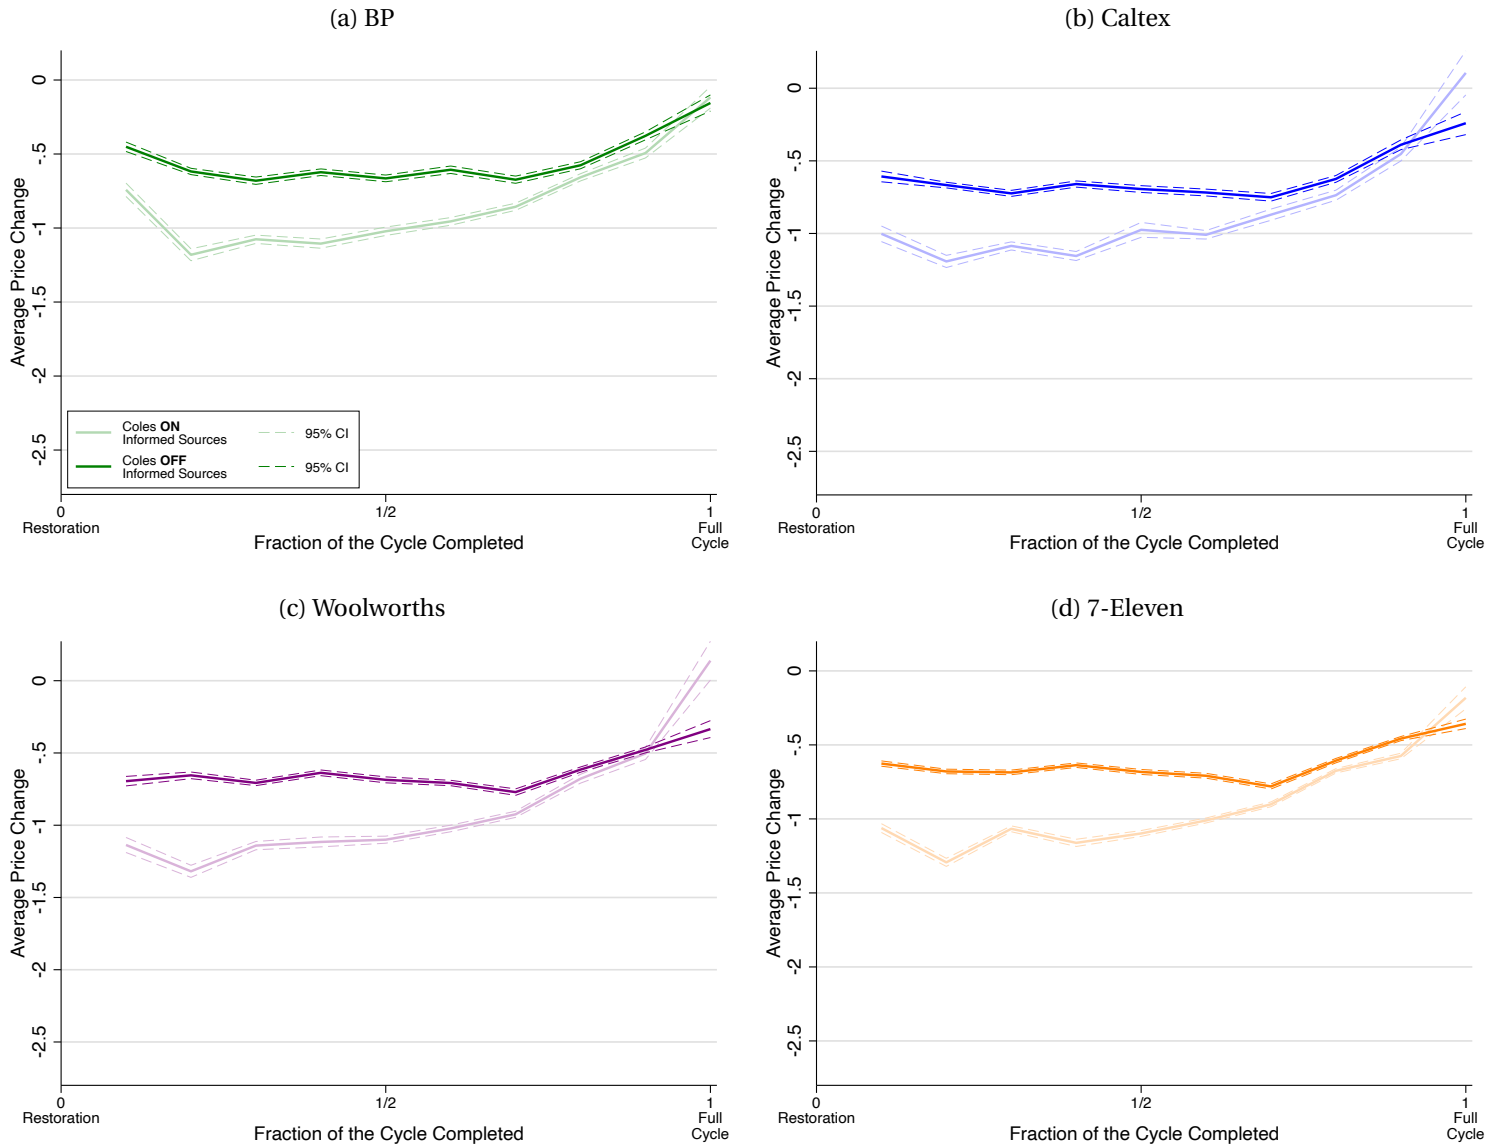 (a) BP
Average Price Change
0
-.5
-1
-1.5
-2
-2.5
Coles ON
Informed Sources
95% CI
Coles OFF
Informed Sources
95% CI
0
Restoration
1/2
1
Full
Cycle
Fraction of the Cycle Completed
(b) Caltex
Average Price Change
0
-.5
-1
-1.5
-2
-2.5
0
Restoration
1/2
1
Full
Cycle
Fraction of the Cycle Completed
(c) Woolworths
Average Price Change
0
-.5
-1
-1.5
-2
-2.5
0
Restoration
1/2
1
Full
Cycle
Fraction of the Cycle Completed
(d) 7-Eleven
Average Price Change
0
-.5
-1
-1.5
-2
-2.5
0
Restoration
1/2
1
Full
Cycle
Fraction of the Cycle Completed